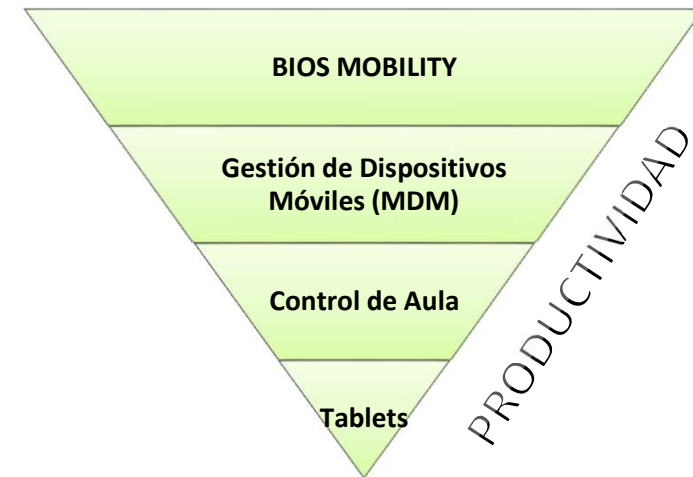 BIOS MOBILITY
Gestión de Dispositivos
Móviles (MDM)
Control de Aula
Tablets
PRODUCTIVIDAD